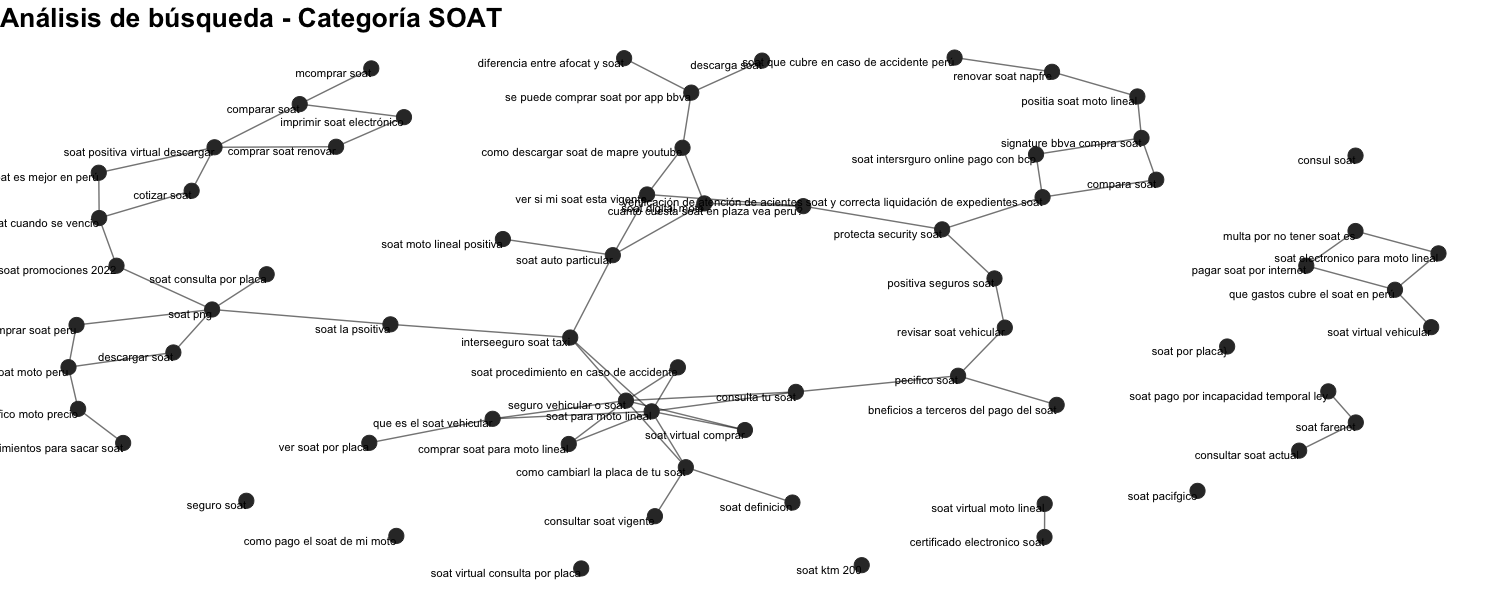 Análisis de búsqueda - Categoría SOAT
mcomprar soat
diferencia entre afocat y soat
descarga soat
soat que cubre en caso de accidente peru
renovar soat napfre
comparar soat
imprimir soat electrónico
se puede comprar soat por app bbva
positia soat moto lineal
soat positiva virtual descargar
comprar soat renovar
como descargar soat de mapre youtube
signature bbva compra soat
soat intersrguro online pago con bcp
consul soat
at es mejor en peru
cotizar soat
compara soat
ver si mi soat esta vigente
verificación de atención de acientes soat y correcta liquidación de expedientes soat
cuanto cuesta soat en plaza vea peru?
at cuando se vencio
soat moto lineal positiva
protecta security soat
multa por no tener soat es
soat auto particular
soat electronico para moto lineal
soat promociones 2022
soat consulta por placa
pagar soat por internet
positiva seguros soat
que gastos cubre el soat en peru
soat png
mprar soat peru
soat la psoitiva
interseeguro soat taxi
revisar soat vehicular
soat virtual vehicular
descargar soat
soat por placa}
oat moto peru
soat procedimiento en caso de accidente
pecifico soat
consulta tu soat
soat pago por incapacidad temporal ley
seguro vehicular o soat
soat para moto lineal
bneficios a terceros del pago del soat
fico moto precio
que es el soat vehicular
soat virtual comprar
soat farenet
imientos para sacar soat
ver soat por placa
comprar soat para moto lineal
consultar soat actual
como cambiarl la placa de tu soat
soat pacifgico
seguro soat
soat definicion
soat virtual moto lineal
consultar soat vigente
como pago el soat de mi moto
certificado electronico soat
soat virtual consulta por placa
soat ktm 200